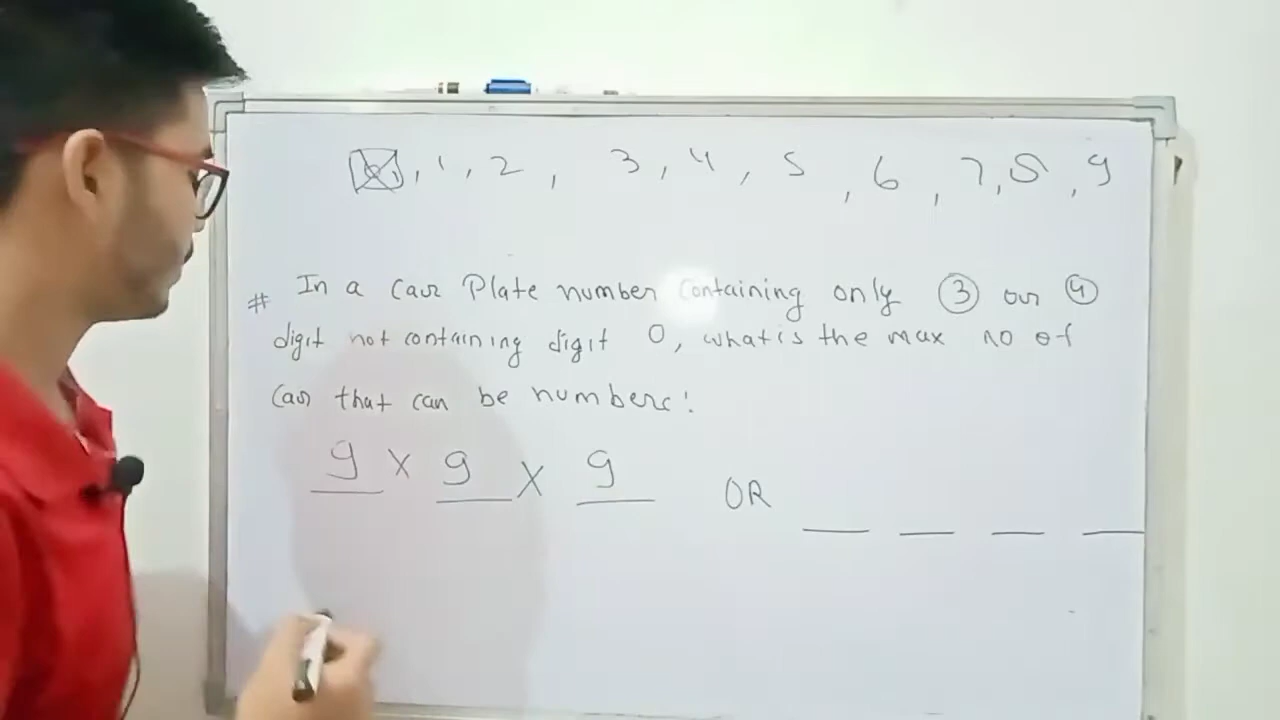 0, 1, 2, 3, 4, 5, 6, 7, 8, 9
# In a car Plate number containing only 3 or 4
digit not containing digit 0, what is the max no of
car that can be numbers!
9 x 9 x 9 OR